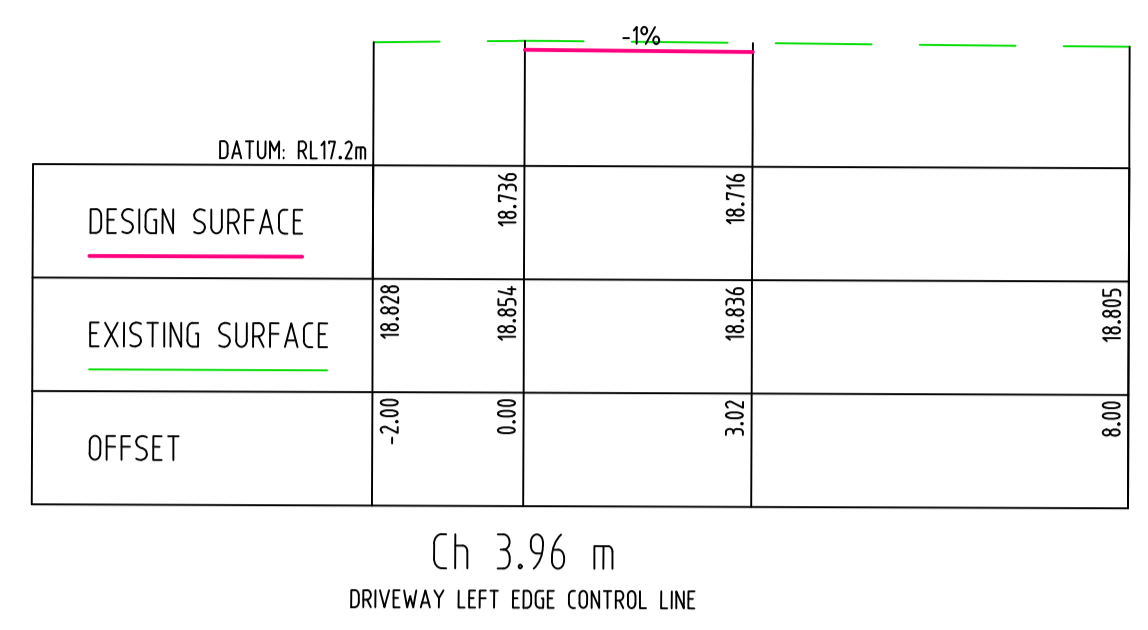 -1%
DATUM: RL17.2m
DESIGN SURFACE 18.736 18.716
EXISTING SURFACE 18.828 18.854 18.836 18.805
OFFSET -2.00 0.00 3.02 8.00
Ch 3.96 m
DRIVEWAY LEFT EDGE CONTROL LINE